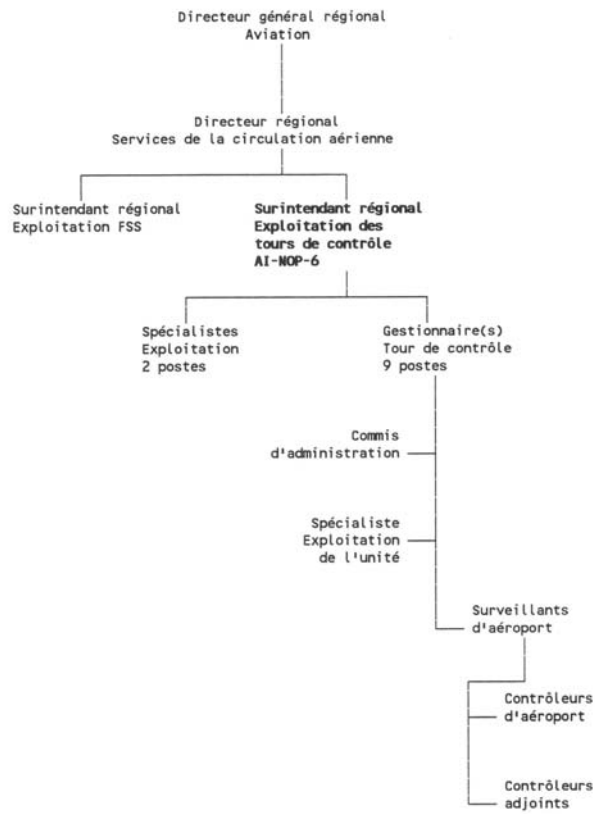 Directeur général régional
Aviation
Directeur régional
Services de la circulation aérienne
Surintendant régional
Exploitation FSS
Surintendant régional
Exploitation des
tours de contrôle
AI-NOP-6
Spécialistes
Exploitation
2 postes
Gestionnaire(s)
Tour de contrôle
9 postes
Commis
d'administration
Spécialiste
Exploitation
de l'unité
Surveillants
d'aéroport
Contrôleurs
d'aéroport
Contrôleurs
adjoints